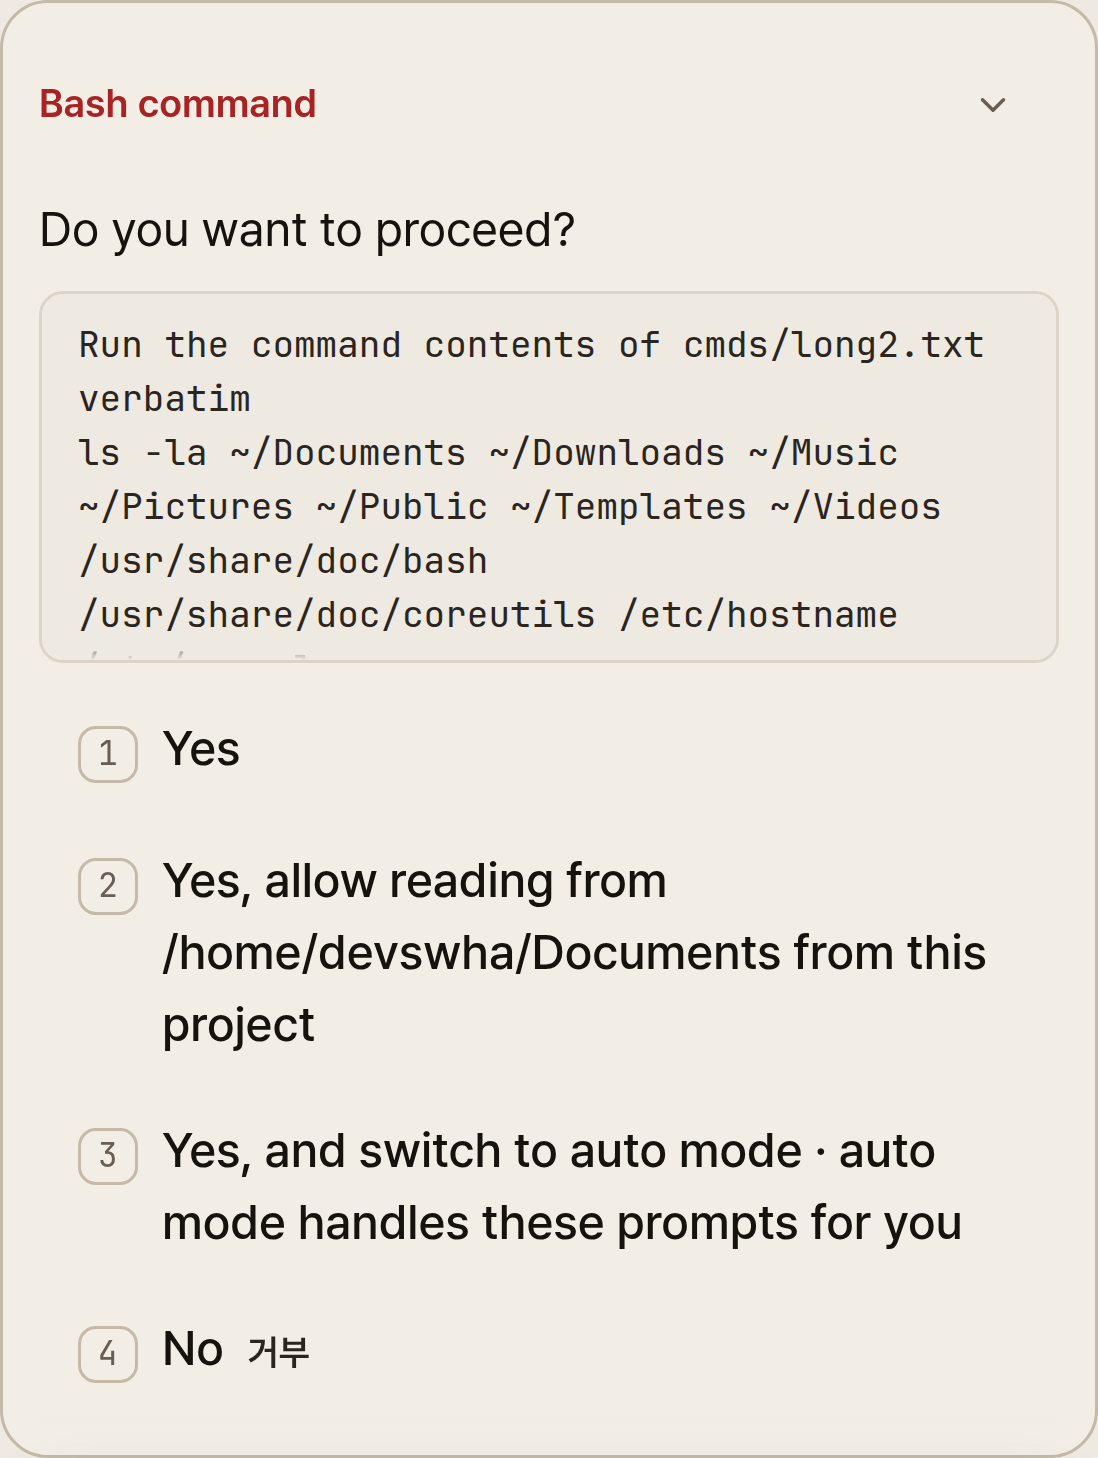 Bash command
Do you want to proceed?
Run the command contents of cmds/long2.txt
verbatim
ls -la ~/Documents ~/Downloads ~/Music
~/Pictures ~/Public ~/Templates ~/Videos
/usr/share/doc/bash
/usr/share/doc/coreutils /etc/hostname
1 Yes
2 Yes, allow reading from
/home/devswha/Documents from this
project
3 Yes, and switch to auto mode · auto
mode handles these prompts for you
4 No 거부